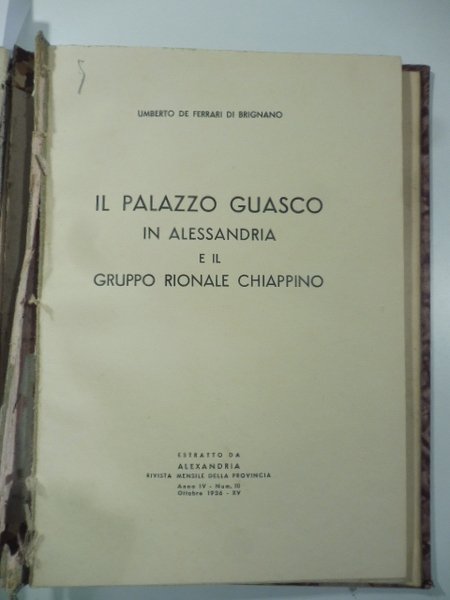 5
UMBERTO DE FERRARI DI BRIGNANO
IL PALAZZO GUASCO
IN ALESSANDRIA
E IL
GRUPPO RIONALE CHIAPPINO
ESTRATTO DA
ALEXANDRIA
RIVISTA MENSILE DELLA PROVINCIA
Anno IV - Num. 10
Ottobre 1936 - XV